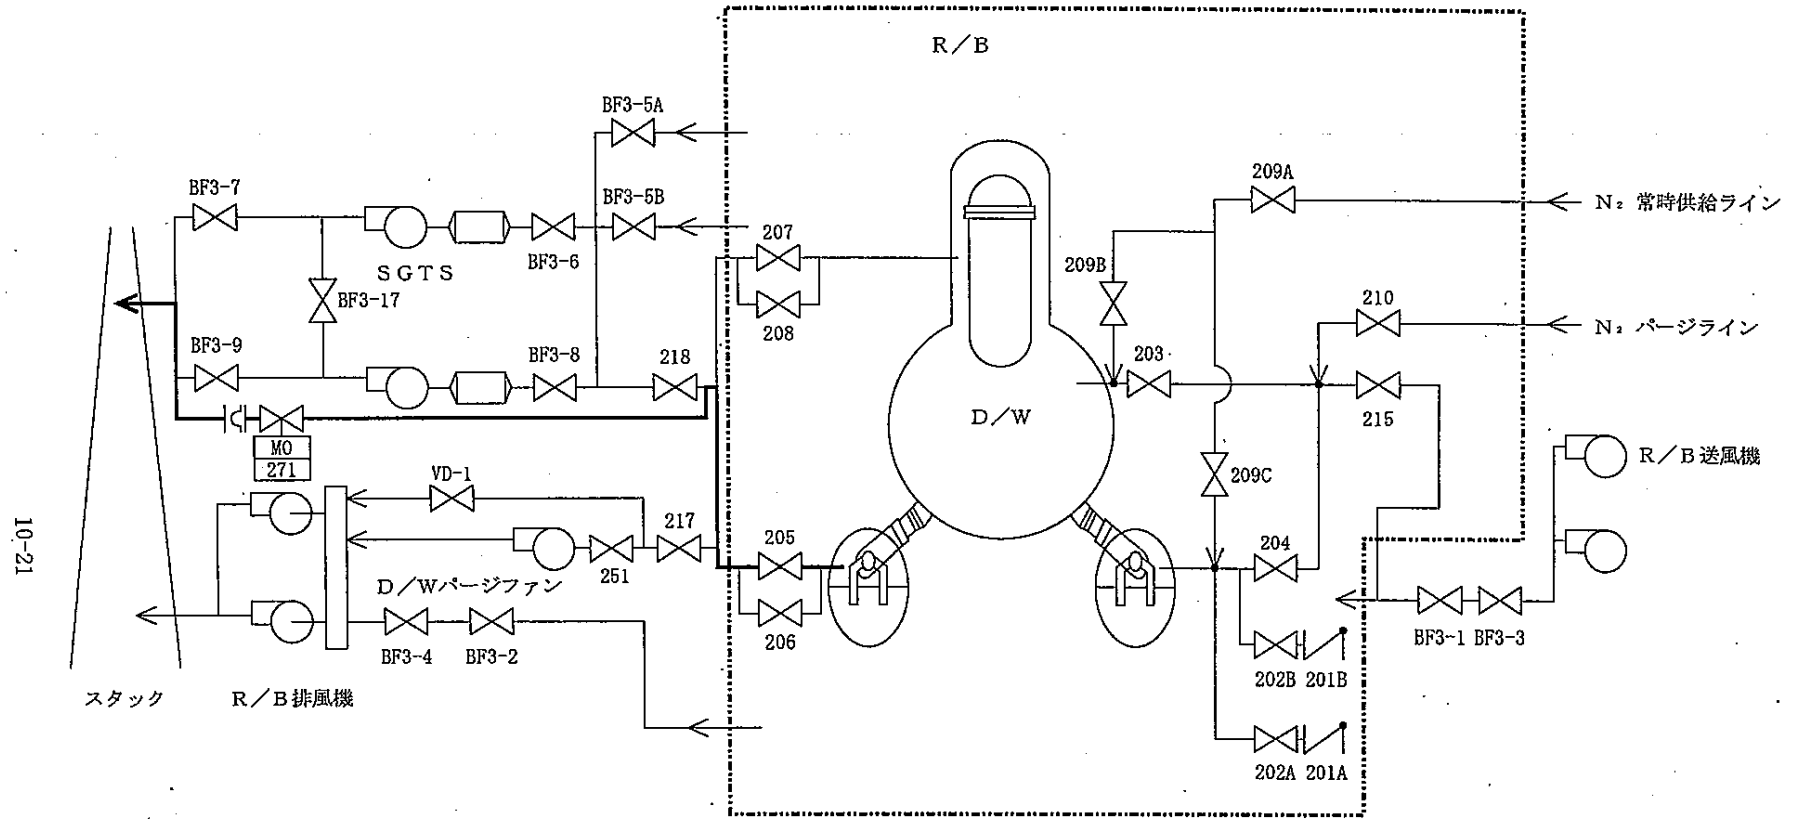 R/B
BF3-5A
BF3-7
BF3-5B
209A
N₂ 常時供給ライン
207
SGTS
BF3-6
209B
BF3-17
208
210
N₂ パージライン
BF3-9
BF3-8
218
203
D/W
215
MO
271
VD-1
217
205
209C
R/B送風機
251
204
D/Wパージファン
206
BF3-4
BF3-2
BF3-1
BF3-3
202B
201B
スタック
R/B排風機
202A
201A
10-21